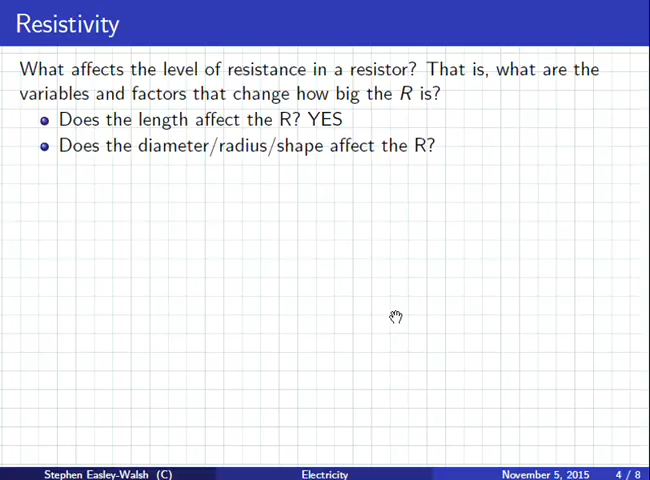 Resistivity
What affects the level of resistance in a resistor? That is, what are the
variables and factors that change how big the R is?
Does the length affect the R? YES
Does the diameter/radius/shape affect the R?
Stephen Easley-Walsh (C) Electricity November 5, 2015 4 / 8